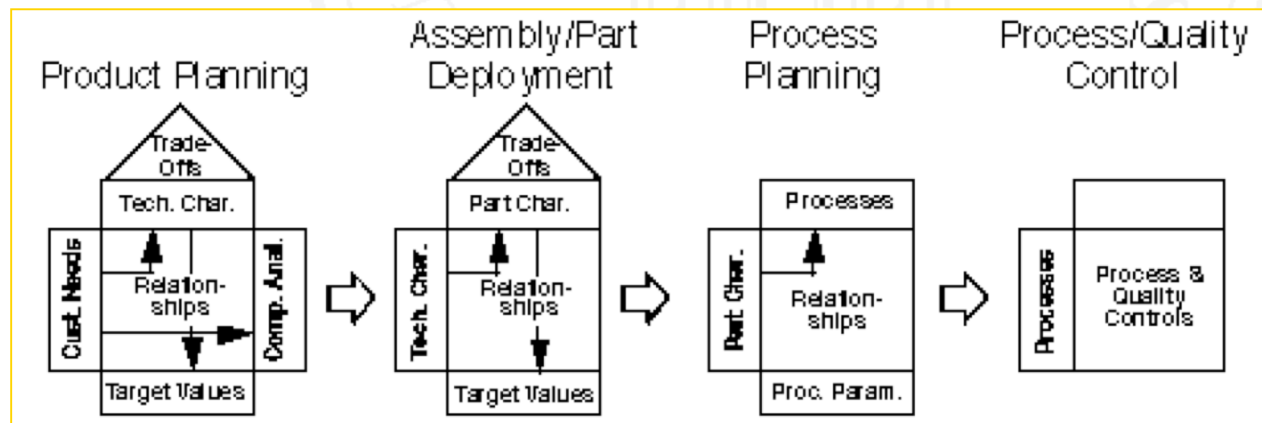 Product Planning
Assembly/Part
Deployment
Process
Planning
Process/Quality
Control
Trade-
Offs
Tech. Char.
Cust. Needs
Relation-
ships
Comp. Anal.
Target Values
Trade-
Offs
Part Char.
Tech. Char.
Relation-
ships
Target Values
Processes
Part Char.
Relation-
ships
Proc. Param.
Processes
Process &
Quality
Controls